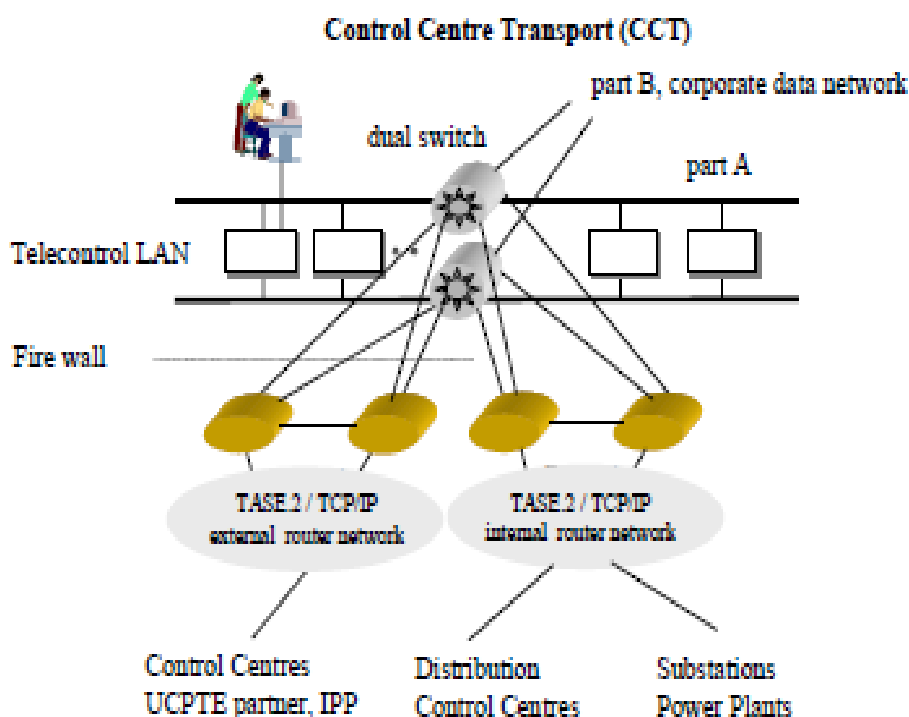 Control Centre Transport (CCT)
part B, corporate data network
dual switch
part A
Telecontrol LAN
Fire wall
TASE.2 / TCP/IP
external router network
TASE.2 / TCP/IP
internal router network
Control Centres
UCPTE partner, IPP
Distribution
Control Centres
Substations
Power Plants